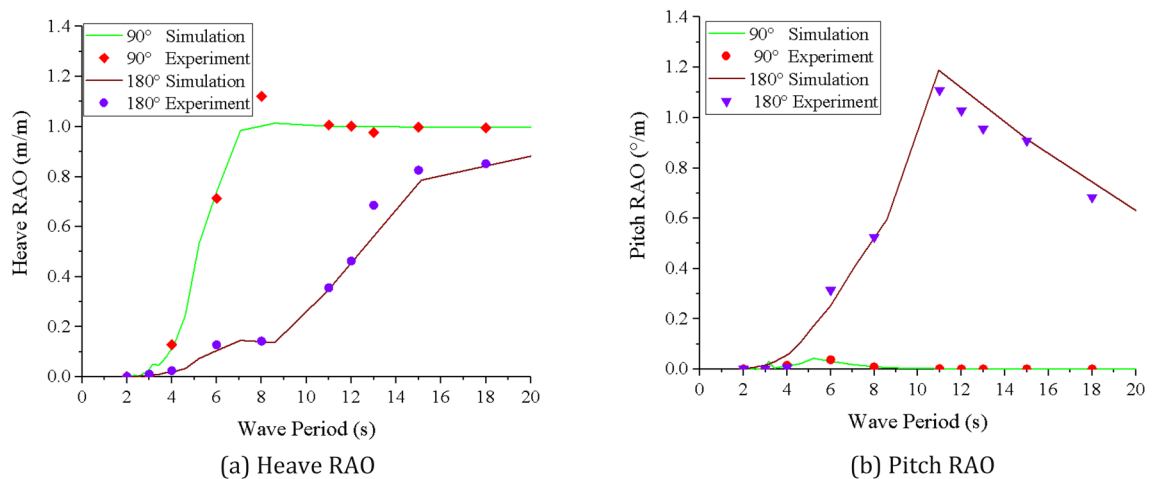 1.4
1.2
1.0
0.8
0.6
0.4
0.2
0.0
Heave RAO (m/m)
90° Simulation
90° Experiment
180° Simulation
180° Experiment
0 2 4 6 8 10 12 14 16 18 20
Wave Period (s)
(a) Heave RAO
1.4
1.2
1.0
0.8
0.6
0.4
0.2
0.0
Pitch RAO (°/m)
90° Simulation
90° Experiment
180° Simulation
180° Experiment
0 2 4 6 8 10 12 14 16 18 20
Wave Period (s)
(b) Pitch RAO